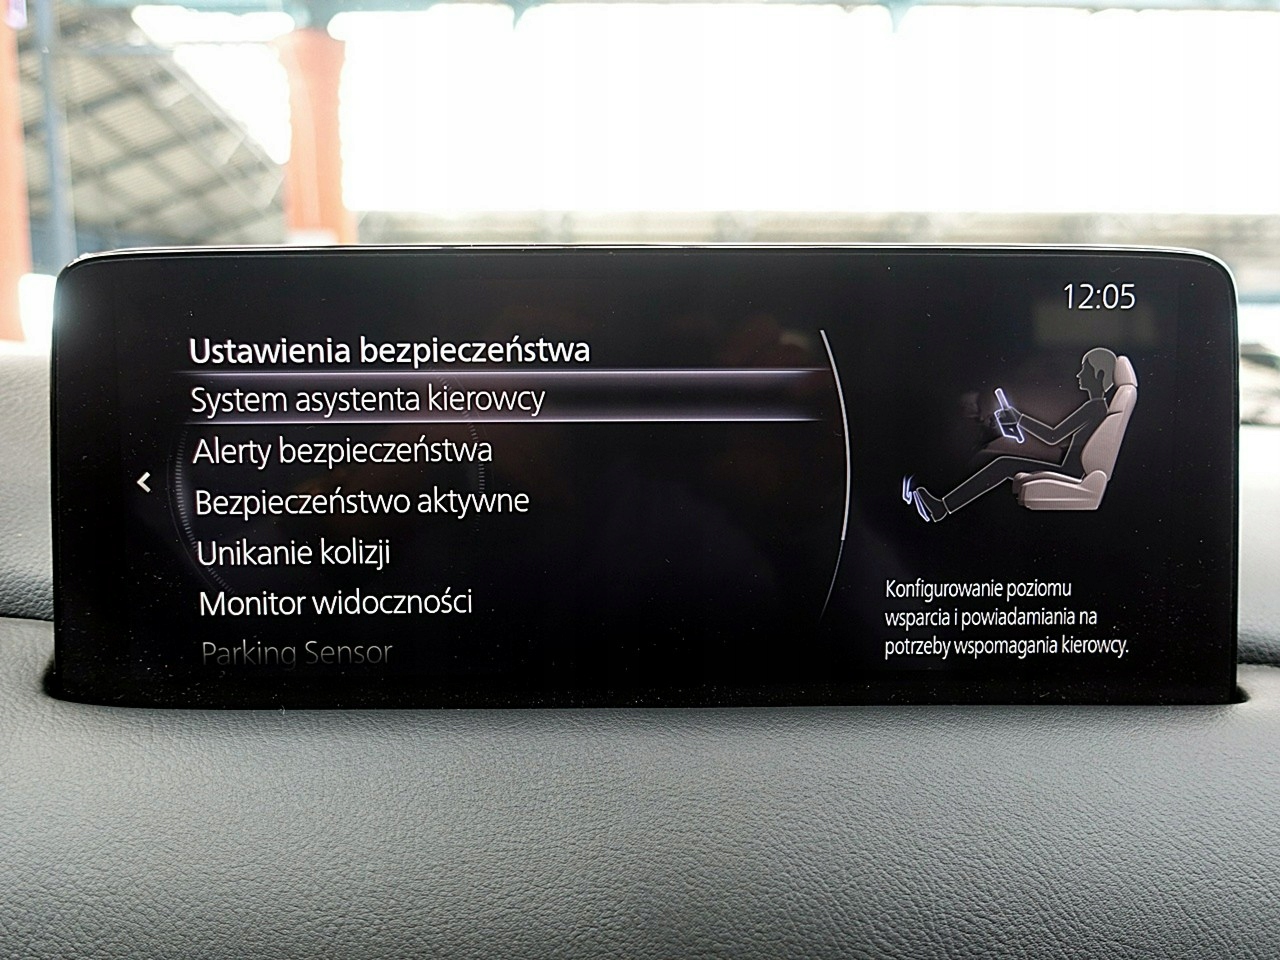 12:05
Ustawienia bezpieczeństwa
System asystenta kierowcy
Alerty bezpieczeństwa
Bezpieczeństwo aktywne
Unikanie kolizji
Monitor widoczności
Parking Sensor
Konfigurowanie poziomu
wsparcia i powiadamiania na
potrzeby wspomagania kierowcy.